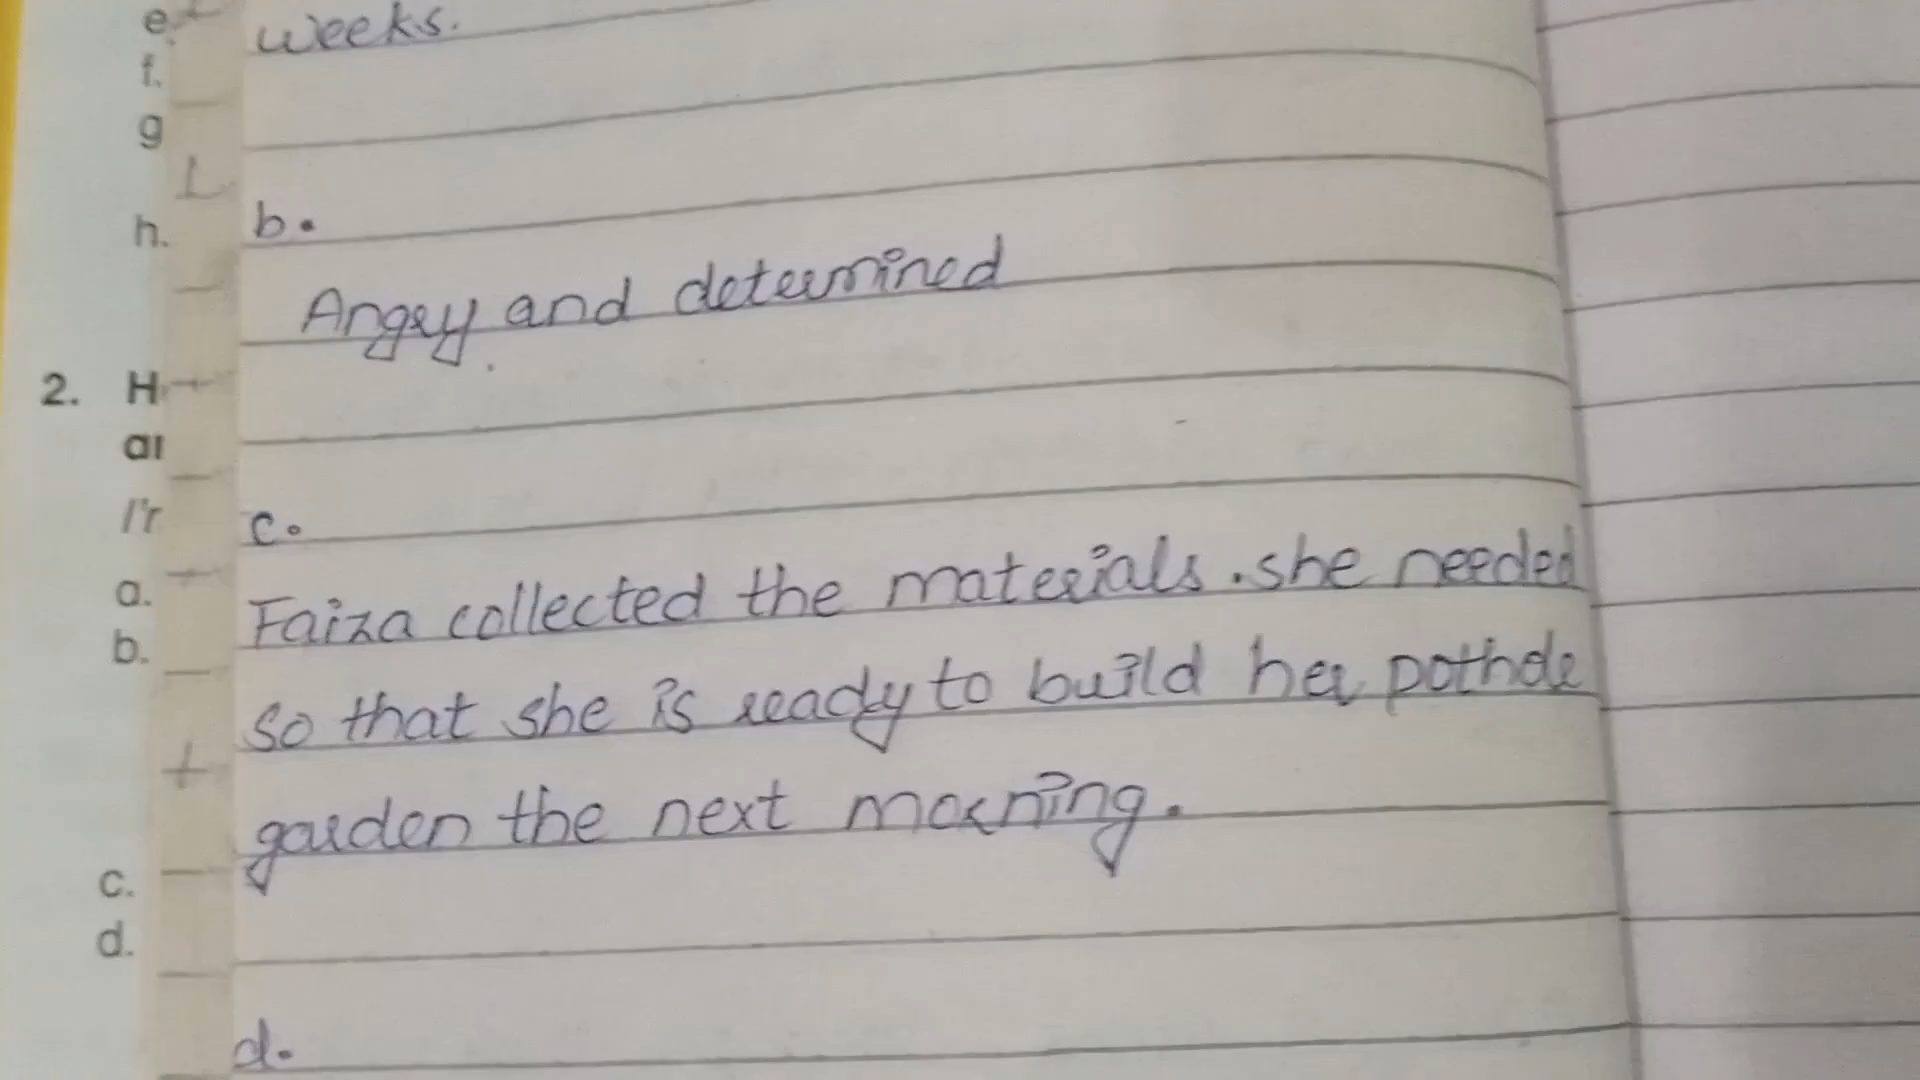 e.
weeks.
f.
g
h.
b.
Angry and determined
2. H
c.
a.
Faiza collected the materials. she needed
b.
so that she is ready to build her pothole
garden the next morning.
c.
d.
d.